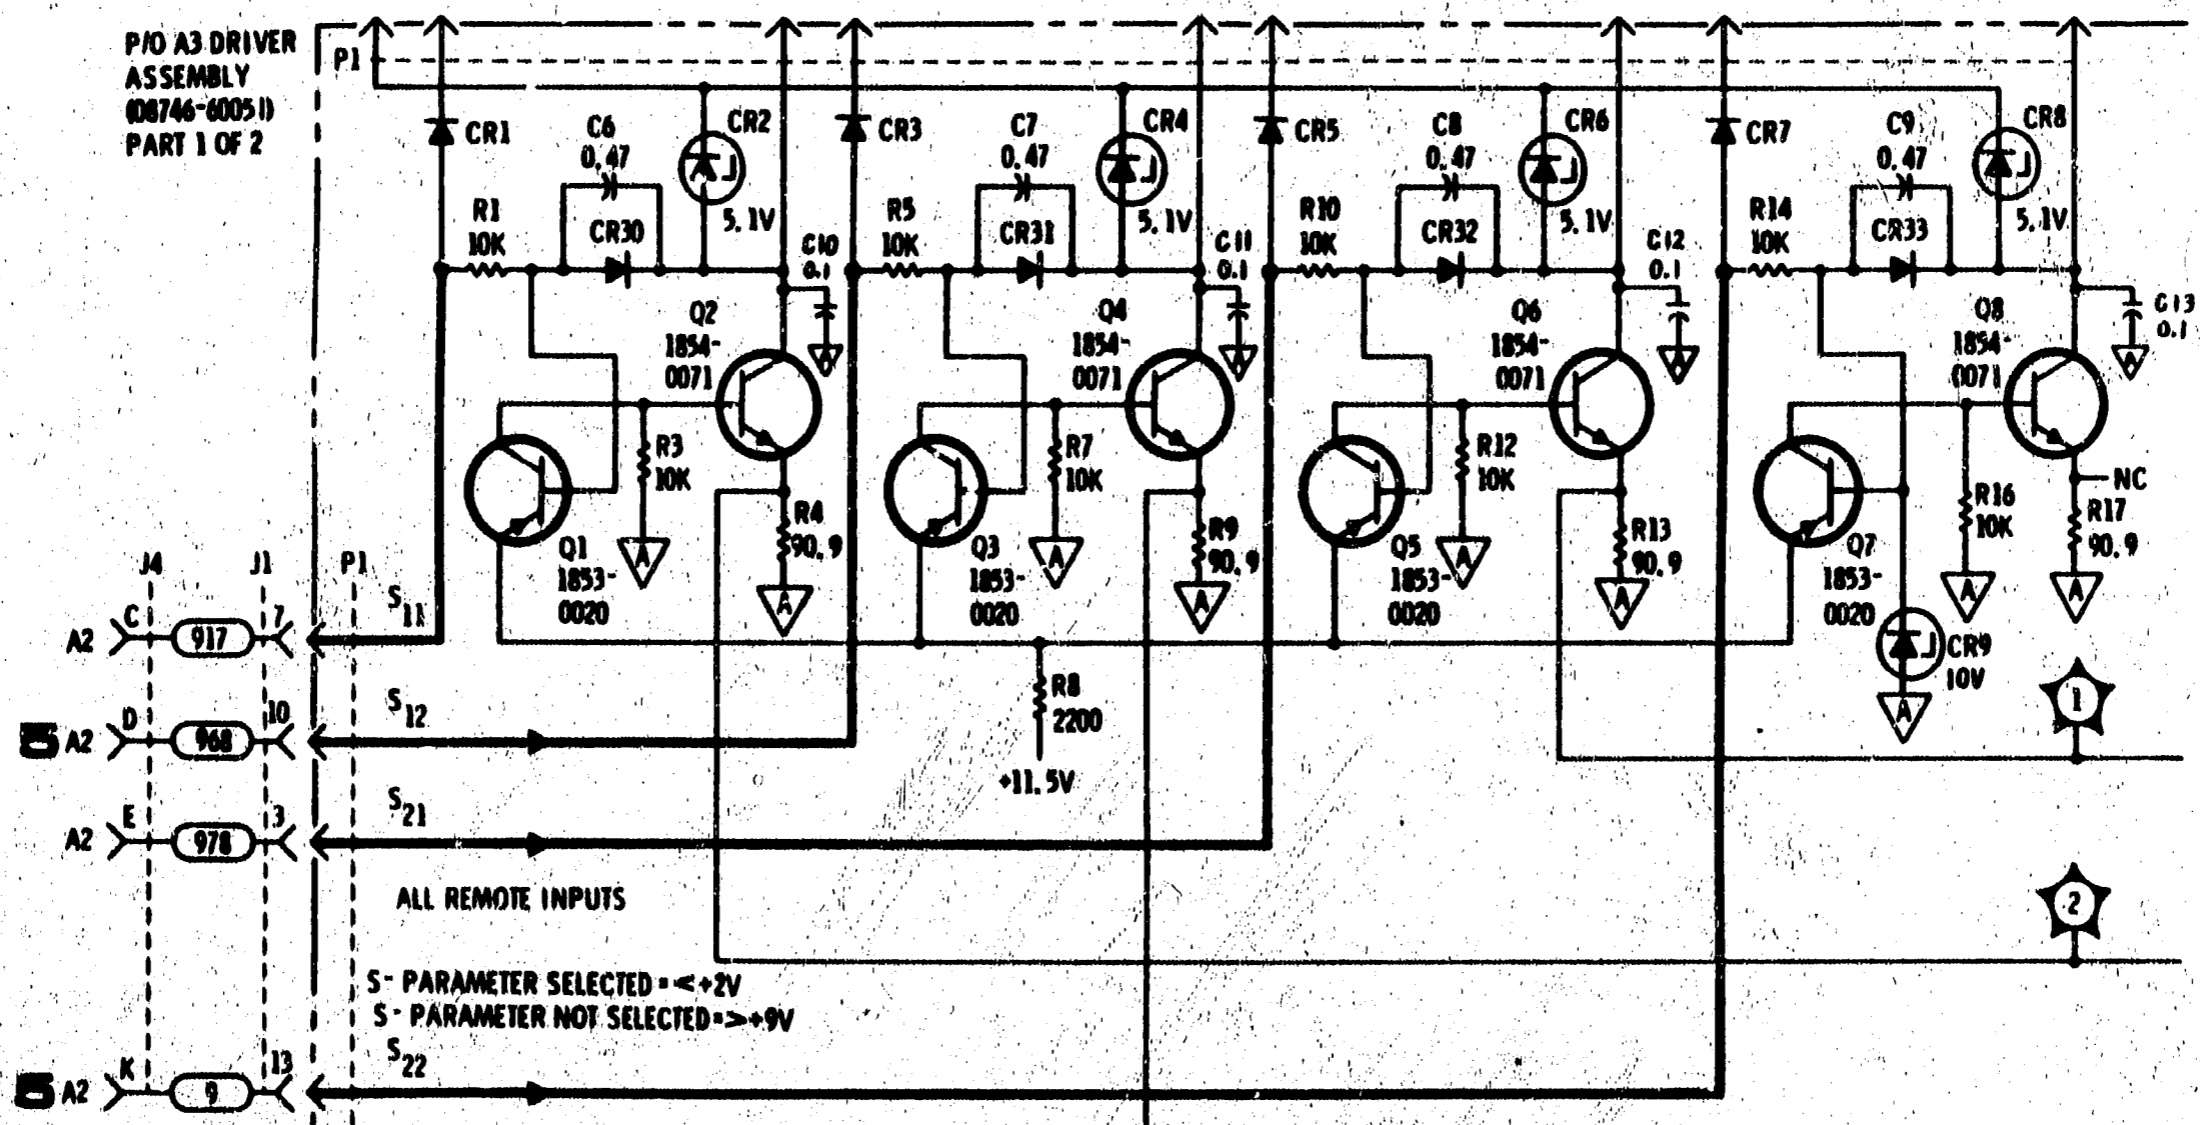 P/O A3 DRIVER
ASSEMBLY
(08746-60051)
PART 1 OF 2
P1
CR1
C6
0.47
CR2
5.1V
R1
10K
CR30
C10
0.1
Q2
1854-
0071
R3
10K
R4
90.9
Q1
1853-
0020
A
A
A
CR3
C7
0.47
CR4
5.1V
R5
10K
CR31
C11
0.1
Q4
1854-
0071
R7
10K
R9
90.9
Q3
1853-
0020
A
A
A
CR5
C8
0.47
CR6
5.1V
R10
10K
CR32
C12
0.1
Q6
1854-
0071
R12
10K
R13
90.9
Q5
1853-
0020
A
A
A
CR7
C9
0.47
CR8
5.1V
R14
10K
CR33
C13
0.1
Q8
1854-
0071
NC
R16
10K
R17
90.9
Q7
1853-
0020
CR9
10V
A
A
A
A
R8
2200
+11.5V
J4
J1
P1
A2 C 917 7 S11
5 A2 D 968 10 S12
A2 E 978 3 S21
1
2
ALL REMOTE INPUTS
S- PARAMETER SELECTED = < +2V
S- PARAMETER NOT SELECTED = > +9V
5 A2 K 9 13 S22